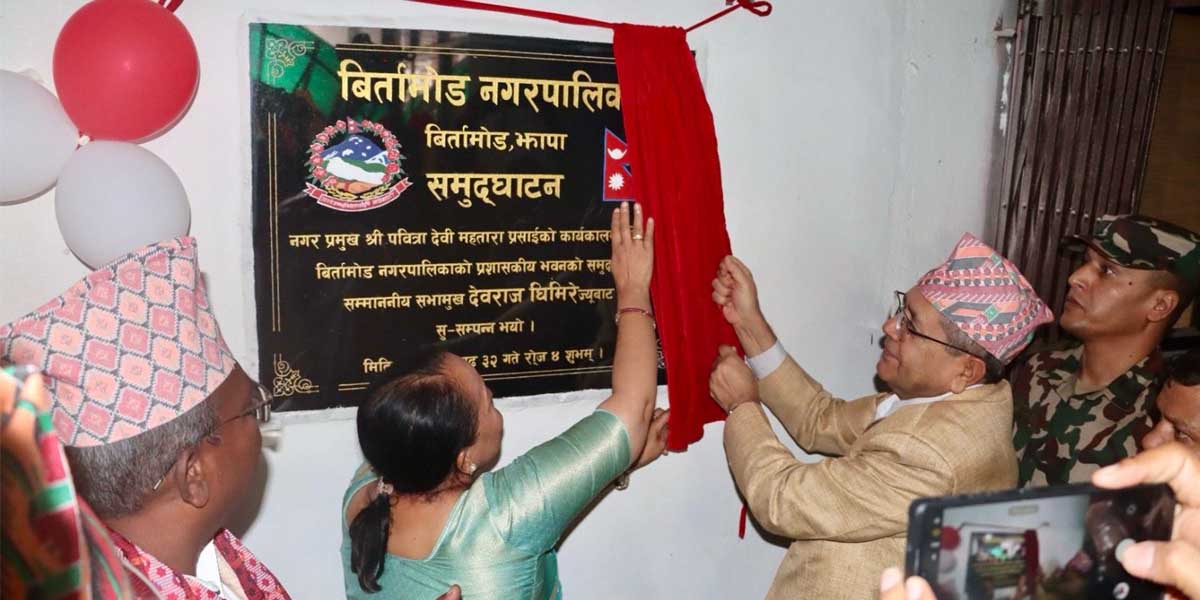 बिर्तामोड नगरपालिक
बिर्तामोड,झापा
समुद्घाटन
नगर प्रमुख श्री पवित्रा देवी महतारा प्रसाईको कार्यकाल
बिर्तामोड नगरपालिकाको प्रशासकीय भवनको समुद
सम्माननीय सभामुख देवराज घिमिरेज्यूबाट
सु-सम्पन्न भयो ।
मिति ३२ गते रोज ४ शुभम् ।